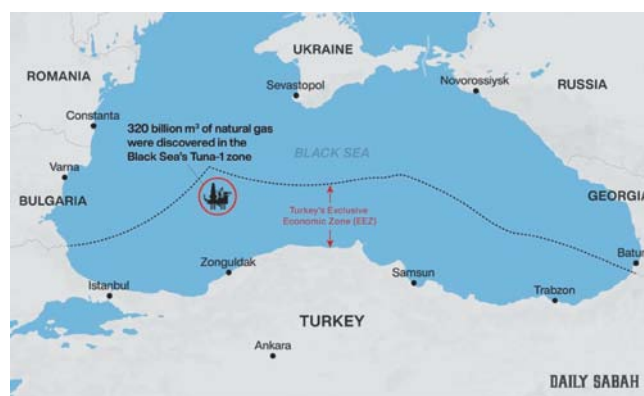 UKRAINE
ROMANIA
Sevastopol
Novorossiysk
RUSSIA
Constanta
320 billion m³ of natural gas
were discovered in the
Black Sea's Tuna-1 zone
BLACK SEA
Varna
BULGARIA
GEORGIA
Turkey's Exclusive
Economic Zone (EEZ)
Batum
Zonguldak
Istanbul
Samsun
Trabzon
TURKEY
Ankara
DAILY SABAH